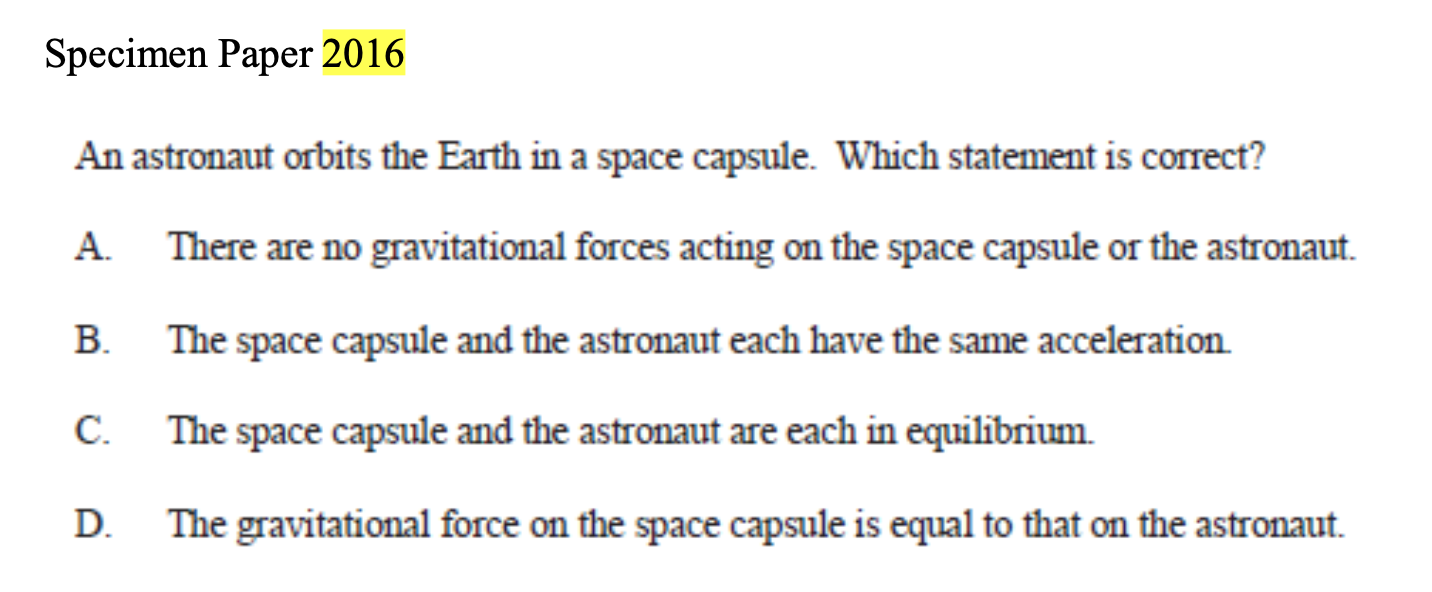 Specimen Paper 2016
An astronaut orbits the Earth in a space capsule. Which statement is correct?
A. There are no gravitational forces acting on the space capsule or the astronaut.
B. The space capsule and the astronaut each have the same acceleration.
C. The space capsule and the astronaut are each in equilibrium.
D. The gravitational force on the space capsule is equal to that on the astronaut.